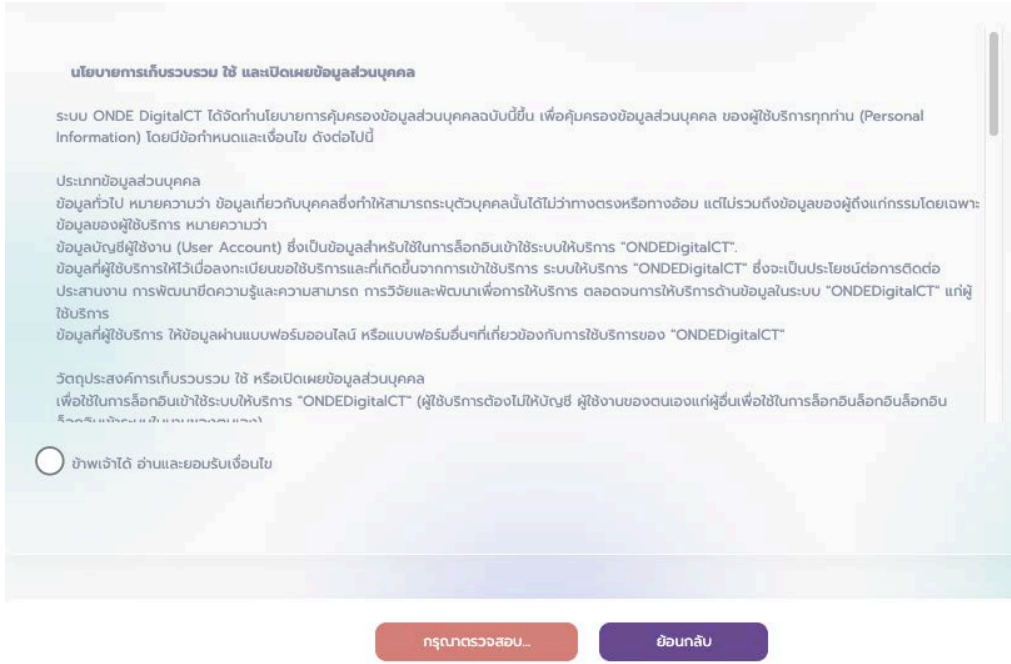 นโยบายการเก็บรวบรวม ใช้ และเปิดเผยข้อมูลส่วนบุคคล
ระบบ ONDE DigitalCT ได้จัดทำนโยบายการคุ้มครองข้อมูลส่วนบุคคลฉบับนี้ขึ้น เพื่อคุ้มครองข้อมูลส่วนบุคคล ของผู้ใช้บริการทุกท่าน (Personal
Information) โดยมีข้อกำหนดและเงื่อนไข ดังต่อไปนี้
ประเภทข้อมูลส่วนบุคคล
ข้อมูลทั่วไป หมายความว่า ข้อมูลเกี่ยวกับบุคคลซึ่งทำให้สามารถระบุตัวบุคคลนั้นได้ไม่ว่าทางตรงหรือทางอ้อม แต่ไม่รวมถึงข้อมูลของผู้ถึงแก่กรรมโดยเฉพาะ
ข้อมูลของผู้ใช้บริการ หมายความว่า
ข้อมูลบัญชีผู้ใช้งาน (User Account) ซึ่งเป็นข้อมูลสำหรับใช้ในการล็อกอินเข้าใช้ระบบให้บริการ "ONDEDigitalCT".
ข้อมูลที่ผู้ใช้บริการให้ไว้เมื่อลงทะเบียนขอใช้บริการและที่เกิดขึ้นจากการเข้าใช้บริการ ระบบให้บริการ "ONDEDigitalCT" ซึ่งจะเป็นประโยชน์ต่อการติดต่อ
ประสานงาน การพัฒนาขีดความรู้และความสามารถ การวิจัยและพัฒนาเพื่อการให้บริการ ตลอดจนการให้บริการด้านข้อมูลในระบบ "ONDEDigitalCT" แก่ผู้
ใช้บริการ
ข้อมูลที่ผู้ใช้บริการ ให้ข้อมูลผ่านแบบฟอร์มออนไลน์ หรือแบบฟอร์มอื่นๆที่เกี่ยวข้องกับการใช้บริการของ "ONDEDigitalCT"
วัตถุประสงค์การเก็บรวบรวม ใช้ หรือเปิดเผยข้อมูลส่วนบุคคล
เพื่อใช้ในการล็อกอินเข้าใช้ระบบให้บริการ "ONDEDigitalCT" (ผู้ใช้บริการต้องไม่ให้บัญชี ผู้ใช้งานของตนเองแก่ผู้อื่นเพื่อใช้ในการล็อกอินล็อกอินล็อกอิน
ข้าพเจ้าได้ อ่านและยอมรับเงื่อนไข
กรุณาตรวจสอบ...
ย้อนกลับ